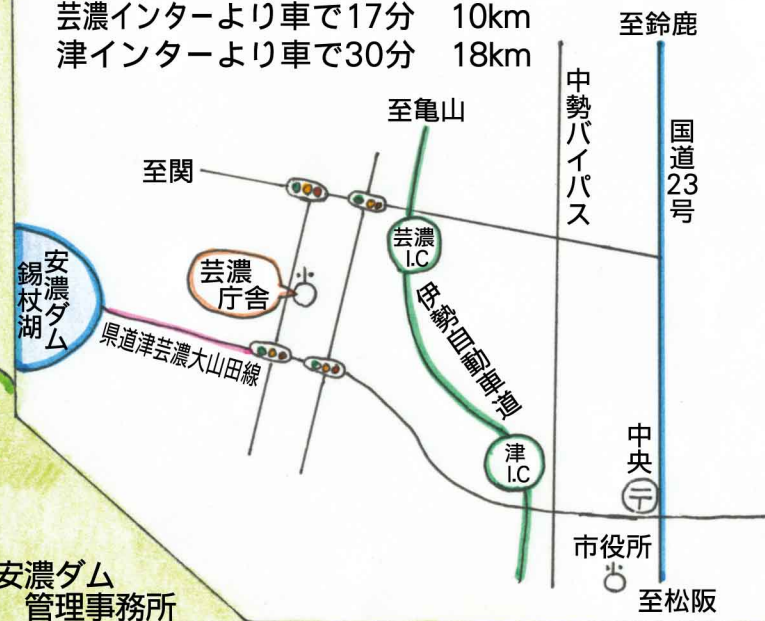 芸濃インターより車で17分 10km
津インターより車で30分 18km
至鈴鹿
中勢バイパス
国道23号
至亀山
至関
芸濃
I.C
芸濃
庁舎
安濃ダム
錫杖湖
伊勢自動車道
県道津芸濃大山田線
津
I.C
中央
〒
市役所
至松阪
安濃ダム
管理事務所